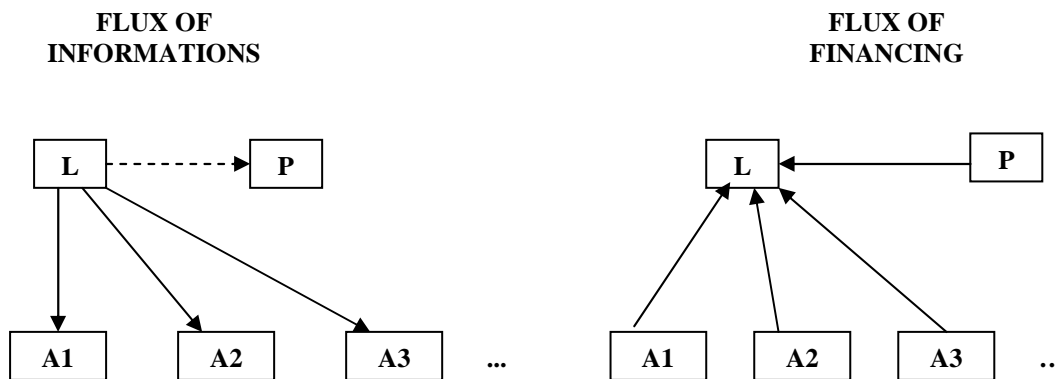 FLUX OF
INFORMATIONS
FLUX OF
FINANCING
L
P
L
P
A1
A2
A3
...
A1
A2
A3
..